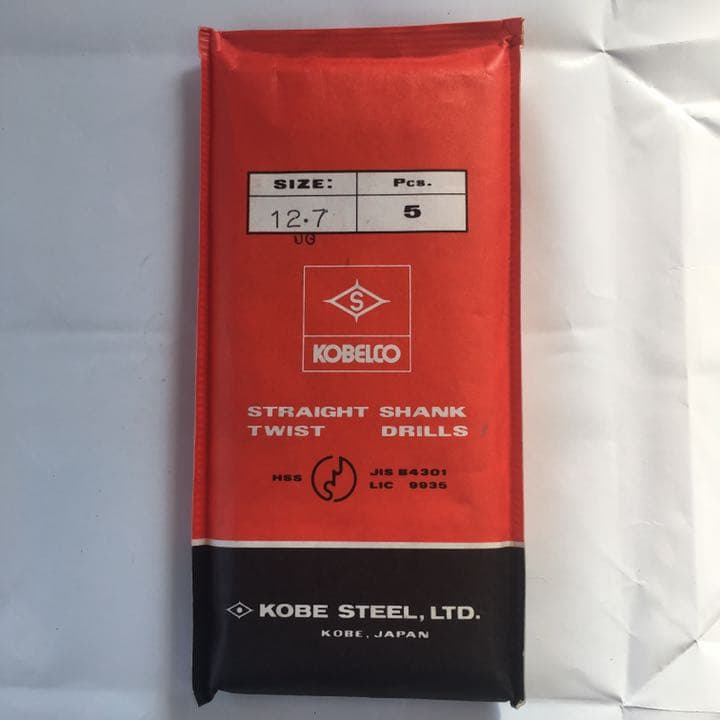 SIZE: Pcs.
12.7 5
UG
S
KOBELCO
STRAIGHT SHANK
TWIST DRILLS
HSS JIS B4301
LIC 9935
KOBE STEEL, LTD.
KOBE, JAPAN